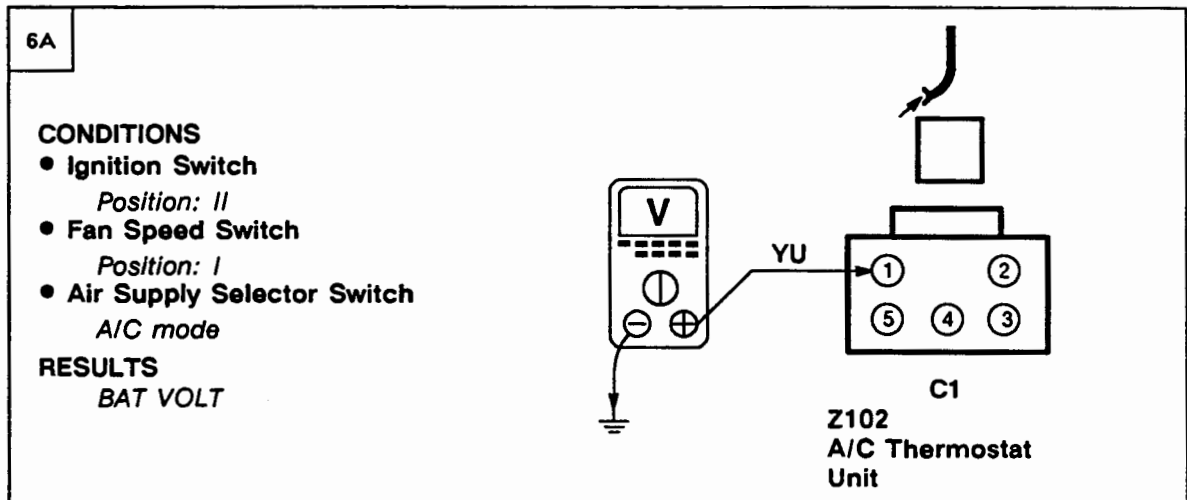 6A
CONDITIONS
● Ignition Switch
Position: II
● Fan Speed Switch
Position: I
● Air Supply Selector Switch
A/C mode
RESULTS
BAT VOLT
V
YU
1
2
5
4
3
C1
Z102
A/C Thermostat
Unit